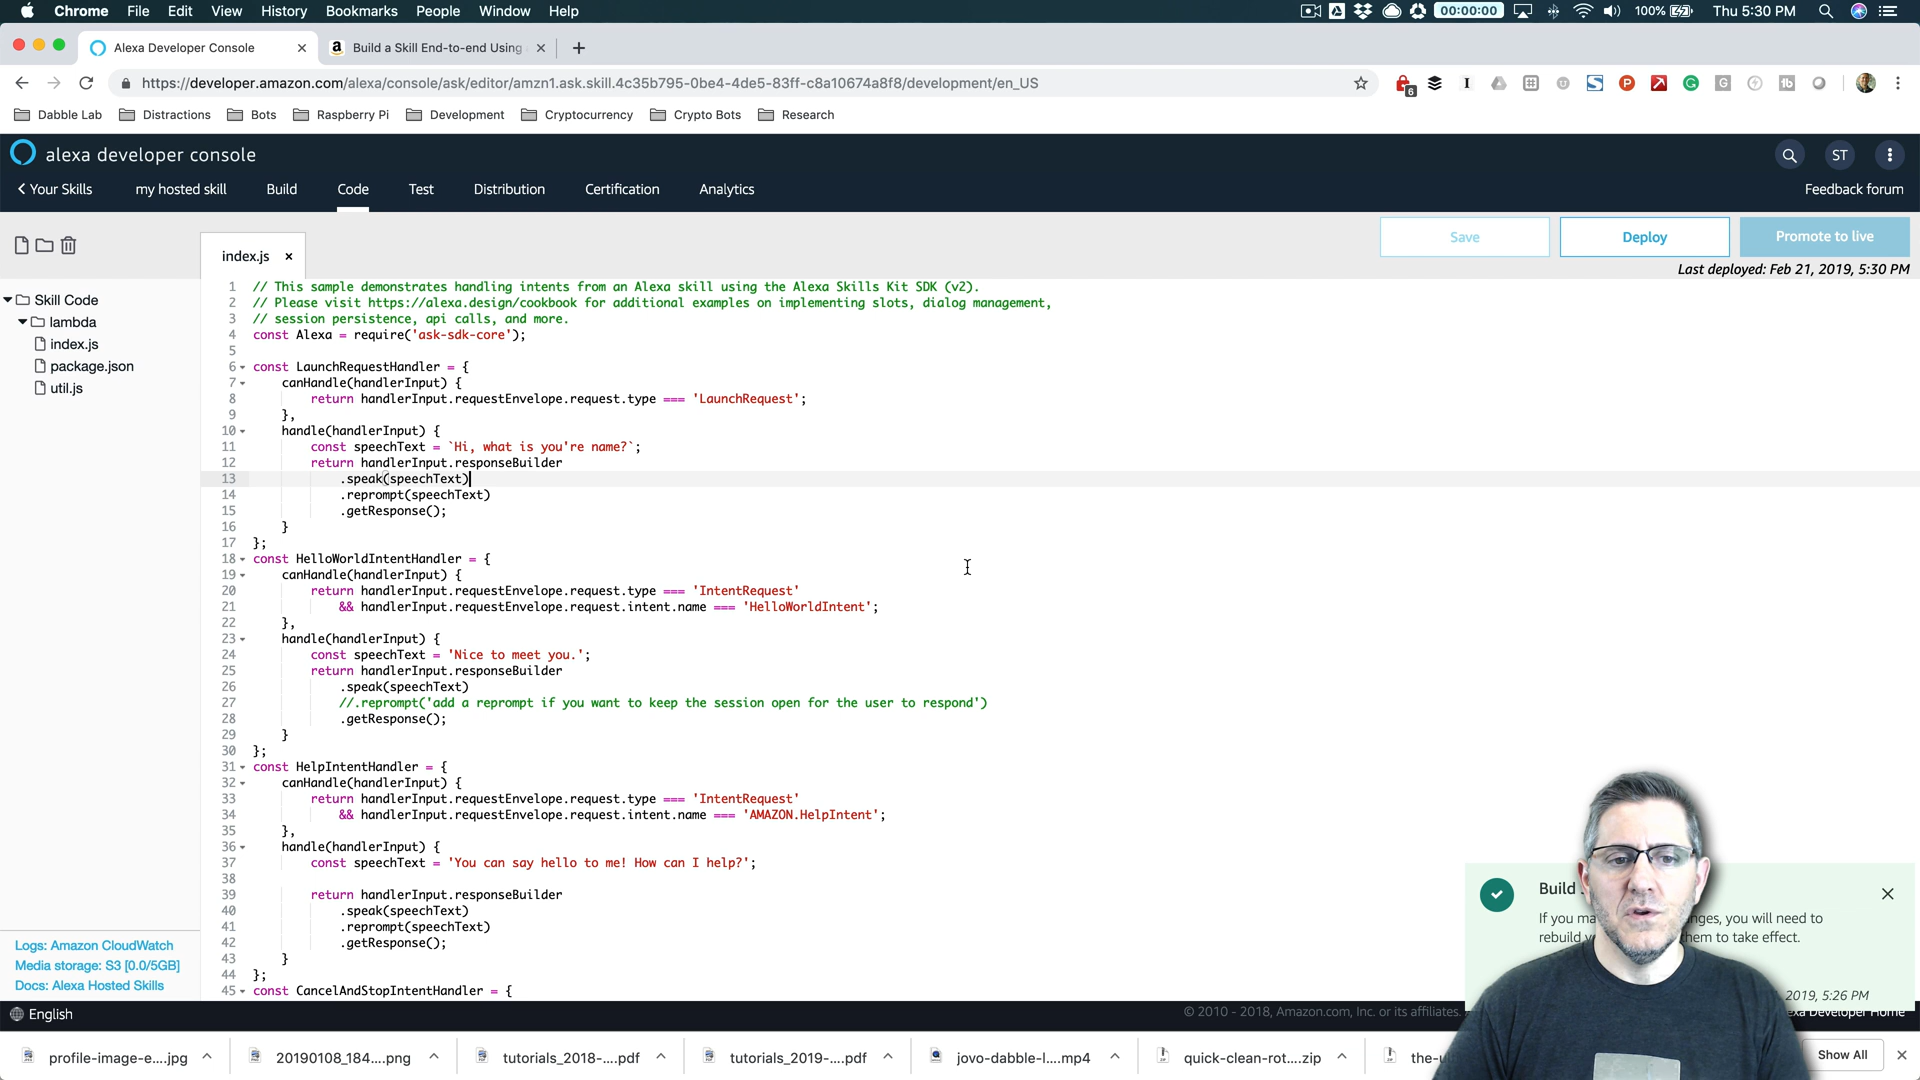 Chrome File Edit View History Bookmarks People Window Help 00:00:00 100% Thu 5:30 PM
Alexa Developer Console
Build a Skill End-to-end Using
https://developer.amazon.com/alexa/console/ask/editor/amzn1.ask.skill.4c35b795-0be4-4de5-83ff-c8a10674a8f8/development/en_US
Dabble Lab Distractions Bots Raspberry Pi Development Cryptocurrency Crypto Bots Research
alexa developer console ST
Your Skills my hosted skill Build Code Test Distribution Certification Analytics Feedback forum
index.js Save Deploy Promote to live
Last deployed: Feb 21, 2019, 5:30 PM
Skill Code
lambda
index.js
package.json
util.js
1 // This sample demonstrates handling intents from an Alexa skill using the Alexa Skills Kit SDK (v2).
2 // Please visit https://alexa.design/cookbook for additional examples on implementing slots, dialog management,
3 // session persistence, api calls, and more.
4 const Alexa = require('ask-sdk-core');
5
6 const LaunchRequestHandler = {
7 canHandle(handlerInput) {
8 return handlerInput.requestEnvelope.request.type === 'LaunchRequest';
9 },
10 handle(handlerInput) {
11 const speechText = `Hi, what is you're name?`;
12 return handlerInput.responseBuilder
13 .speak(speechText)
14 .reprompt(speechText)
15 .getResponse();
16 }
17 };
18 const HelloWorldIntentHandler = {
19 canHandle(handlerInput) {
20 return handlerInput.requestEnvelope.request.type === 'IntentRequest'
21 && handlerInput.requestEnvelope.request.intent.name === 'HelloWorldIntent';
22 },
23 handle(handlerInput) {
24 const speechText = 'Nice to meet you.';
25 return handlerInput.responseBuilder
26 .speak(speechText)
27 //.reprompt('add a reprompt if you want to keep the session open for the user to respond')
28 .getResponse();
29 }
30 };
31 const HelpIntentHandler = {
32 canHandle(handlerInput) {
33 return handlerInput.requestEnvelope.request.type === 'IntentRequest'
34 && handlerInput.requestEnvelope.request.intent.name === 'AMAZON.HelpIntent';
35 },
36 handle(handlerInput) {
37 const speechText = 'You can say hello to me! How can I help?';
38
39 return handlerInput.responseBuilder
40 .speak(speechText)
41 .reprompt(speechText)
42 .getResponse();
43 }
44 };
45 const CancelAndStopIntentHandler = {
Logs: Amazon CloudWatch
Media storage: S3 [0.0/5GB]
Docs: Alexa Hosted Skills
Build
If you ma nges, you will need to
rebuild hem to take effect.
2019, 5:26 PM
English © 2010 - 2018, Amazon.com, Inc. or its affiliates. Alexa Developer Home
profile-image-e....jpg 20190108_184....png tutorials_2018-....pdf tutorials_2019-....pdf jovo-dabble-l....mp4 quick-clean-rot....zip Show All